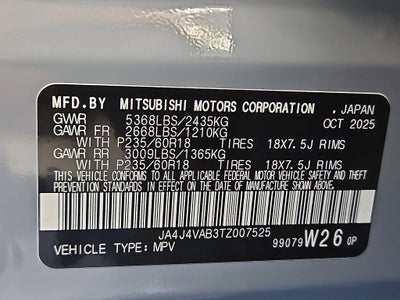 MFD.BY MITSUBISHI MOTORS CORPORATION, JAPAN
GVWR 5368LBS/2435KG OCT 2025
GAWR FR 2668LBS/1210KG
WITH P235/60R18 TIRES, 18X7.5J RIMS
GAWR RR 3009LBS/1365KG
WITH P235/60R18 TIRES, 18X7.5J RIMS
THIS VEHICLE CONFORMS TO ALL APPLICABLE FEDERAL
MOTOR VEHICLE SAFETY AND THEFT PREVENTION STANDARDS
IN EFFECT ON THE DATE OF MANUFACTURE SHOWN ABOVE.
JA4J4VAB3TZ007525
VEHICLE TYPE: MPV 99079 W26 0P